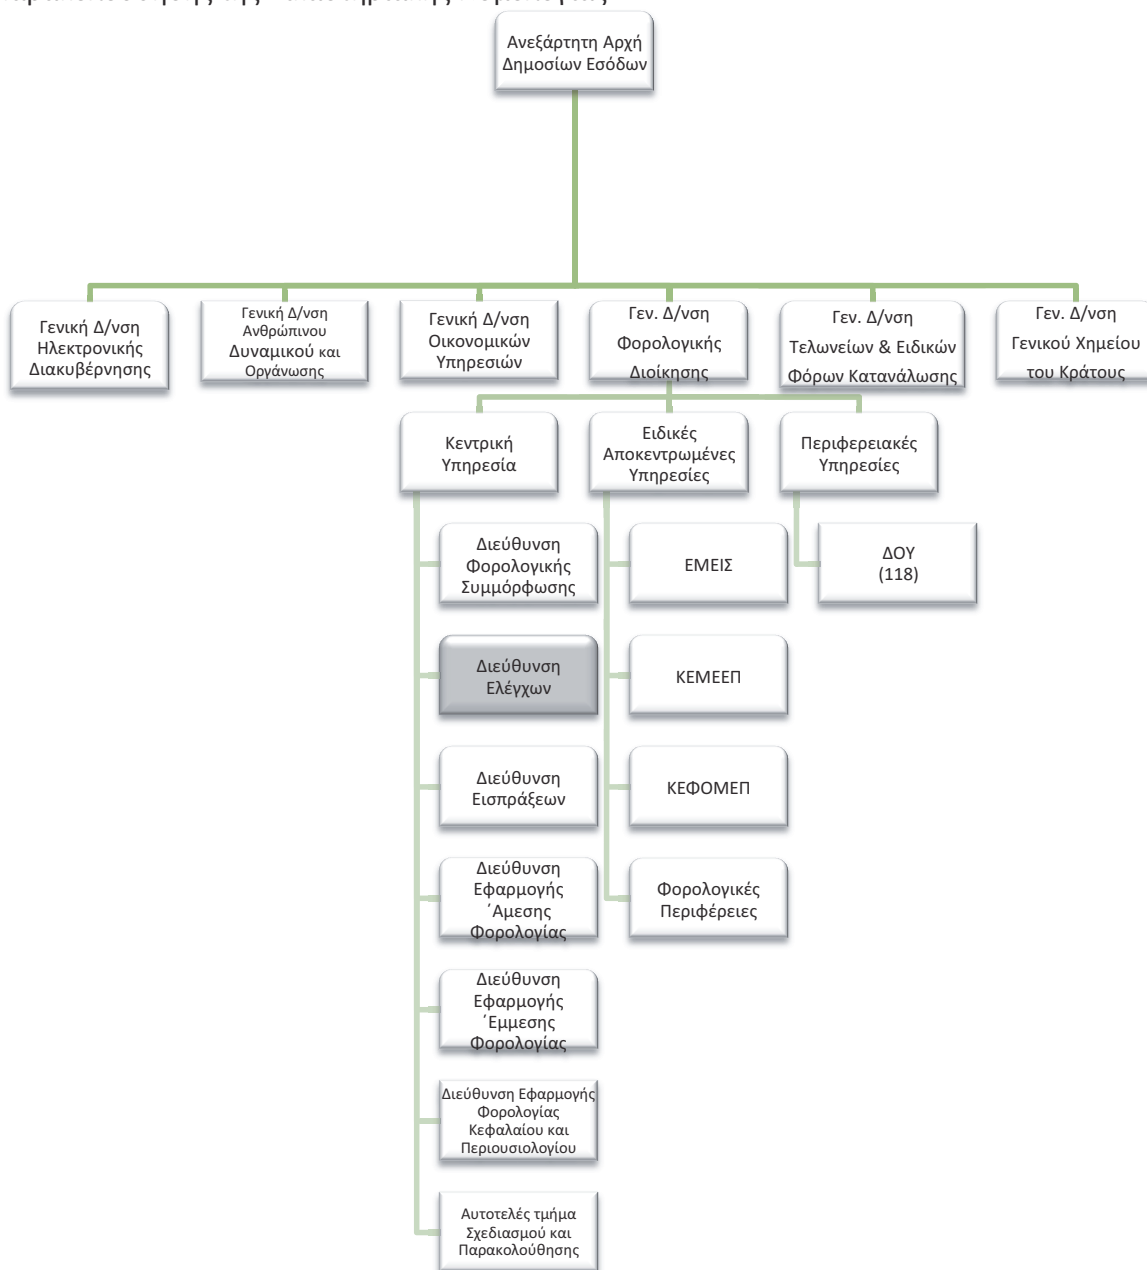 Ανεξάρτητη Αρχή
Δημοσίων Εσόδων
Γενική Δ/νση
Ηλεκτρονικής
Διακυβέρνησης
Γενική Δ/νση
Ανθρώπινου
Δυναμικού και
Οργάνωσης
Γενική Δ/νση
Οικονομικών
Υπηρεσιών
Γεν. Δ/νση
Φορολογικής
Διοίκησης
Γεν. Δ/νση
Τελωνείων & Ειδικών
Φόρων Κατανάλωσης
Γεν. Δ/νση
Γενικού Χημείου
του Κράτους
Κεντρική
Υπηρεσία
Ειδικές
Αποκεντρωμένες
Υπηρεσίες
Περιφερειακές
Υπηρεσίες
Διεύθυνση
Φορολογικής
Συμμόρφωσης
ΕΜΕΙΣ
ΔΟΥ
(118)
Διεύθυνση
Ελέγχων
ΚΕΜΕΕΠ
Διεύθυνση
Εισπράξεων
ΚΕΦΟΜΕΠ
Διεύθυνση
Εφαρμογής
΄Αμεσης
Φορολογίας
Φορολογικές
Περιφέρειες
Διεύθυνση
Εφαρμογής
΄Εμμεσης
Φορολογίας
Διεύθυνση Εφαρμογής
Φορολογίας
Κεφαλαίου και
Περιουσιολογίου
Αυτοτελές τμήμα
Σχεδιασμού και
Παρακολούθησης